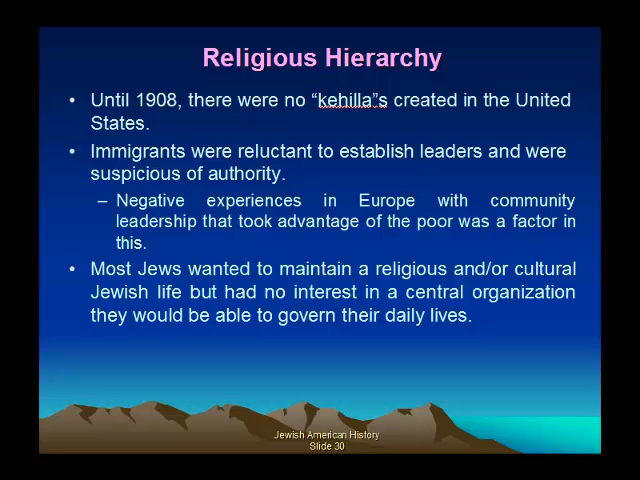 Religious Hierarchy
• Until 1908, there were no “kehilla”s created in the United
States.
• Immigrants were reluctant to establish leaders and were
suspicious of authority.
– Negative experiences in Europe with community
leadership that took advantage of the poor was a factor in
this.
• Most Jews wanted to maintain a religious and/or cultural
Jewish life but had no interest in a central organization
they would be able to govern their daily lives.
Jewish American History
Slide 30